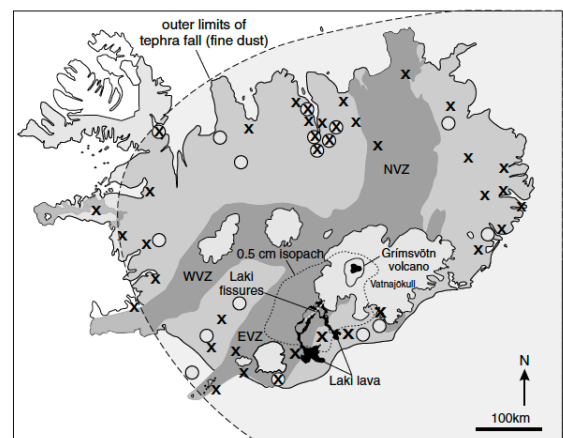 outer limits of
tephra fall (fine dust)
NVZ
0.5 cm isopach
Grímsvötn
volcano
WVZ
Laki
fissures
Vatnajökull
EVZ
Laki lava
N
100km